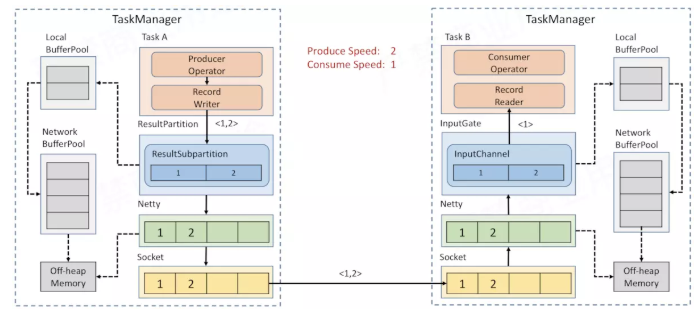 TaskManager
Local
BufferPool
Task A
Producer
Operator
Record
Writer
ResultPartition
<1,2>
Network
BufferPool
ResultSubpartition
1 2
Netty
1 2
Off-heap
Memory
Socket
1 2
Produce Speed: 2
Consume Speed: 1
<1,2>
TaskManager
Task B
Local
BufferPool
Consumer
Operator
Record
Reader
InputGate
<1>
Network
BufferPool
InputChannel
1 2
Netty
1 2
Socket
1 2
Off-heap
Memory